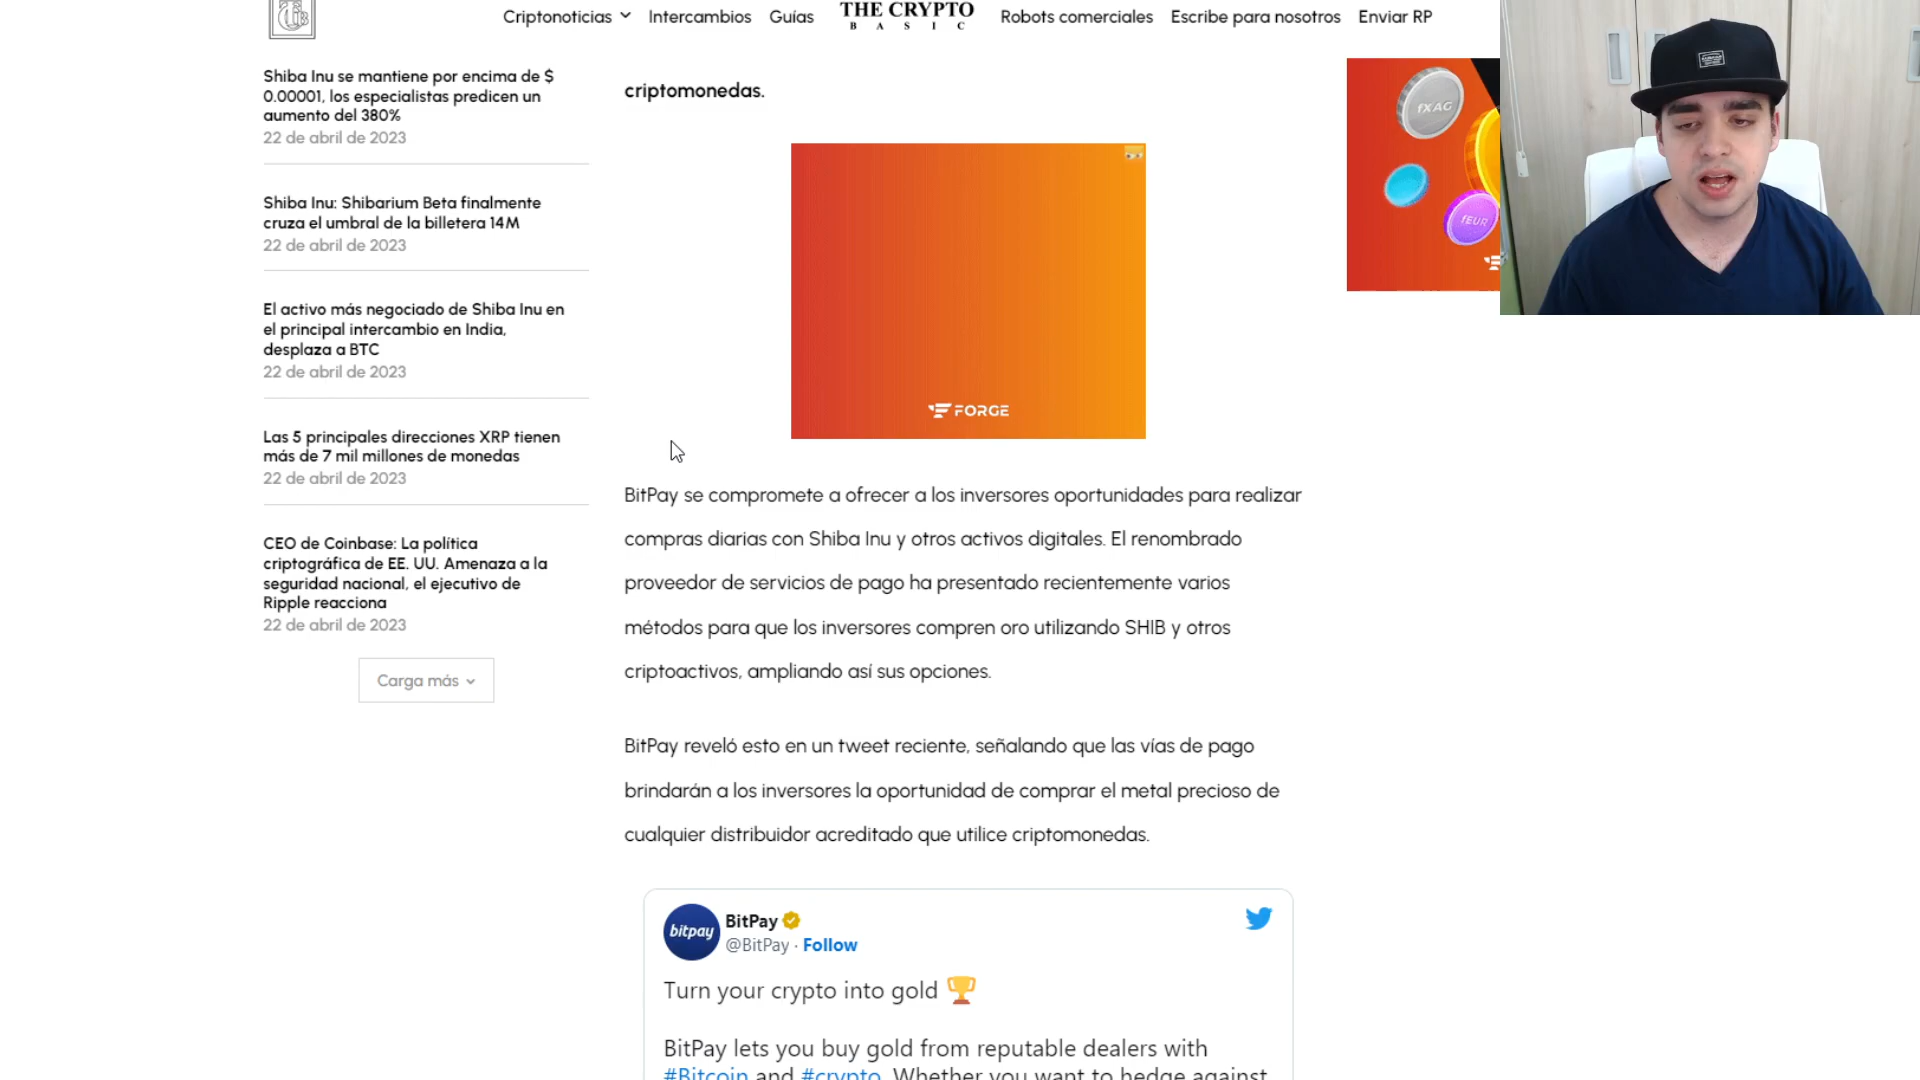 Criptonoticias
Intercambios
Guías
THE CRYPTO
BASIC
Robots comerciales
Escribe para nosotros
Enviar RP
Shiba Inu se mantiene por encima de $
0.00001, los especialistas predicen un
aumento del 380%
22 de abril de 2023
Shiba Inu: Shibarium Beta finalmente
cruza el umbral de la billetera 14M
22 de abril de 2023
El activo más negociado de Shiba Inu en
el principal intercambio en India,
desplaza a BTC
22 de abril de 2023
Las 5 principales direcciones XRP tienen
más de 7 mil millones de monedas
22 de abril de 2023
CEO de Coinbase: La política
criptográfica de EE. UU. Amenaza a la
seguridad nacional, el ejecutivo de
Ripple reacciona
22 de abril de 2023
Carga más
criptomonedas.
FORGE
fXAG
fEUR
BitPay se compromete a ofrecer a los inversores oportunidades para realizar
compras diarias con Shiba Inu y otros activos digitales. El renombrado
proveedor de servicios de pago ha presentado recientemente varios
métodos para que los inversores compren oro utilizando SHIB y otros
criptoactivos, ampliando así sus opciones.
BitPay reveló esto en un tweet reciente, señalando que las vías de pago
brindarán a los inversores la oportunidad de comprar el metal precioso de
cualquier distribuidor acreditado que utilice criptomonedas.
bitpay
BitPay
@BitPay · Follow
Turn your crypto into gold
BitPay lets you buy gold from reputable dealers with
#Bitcoin and #crypto. Whether you want to hedge against